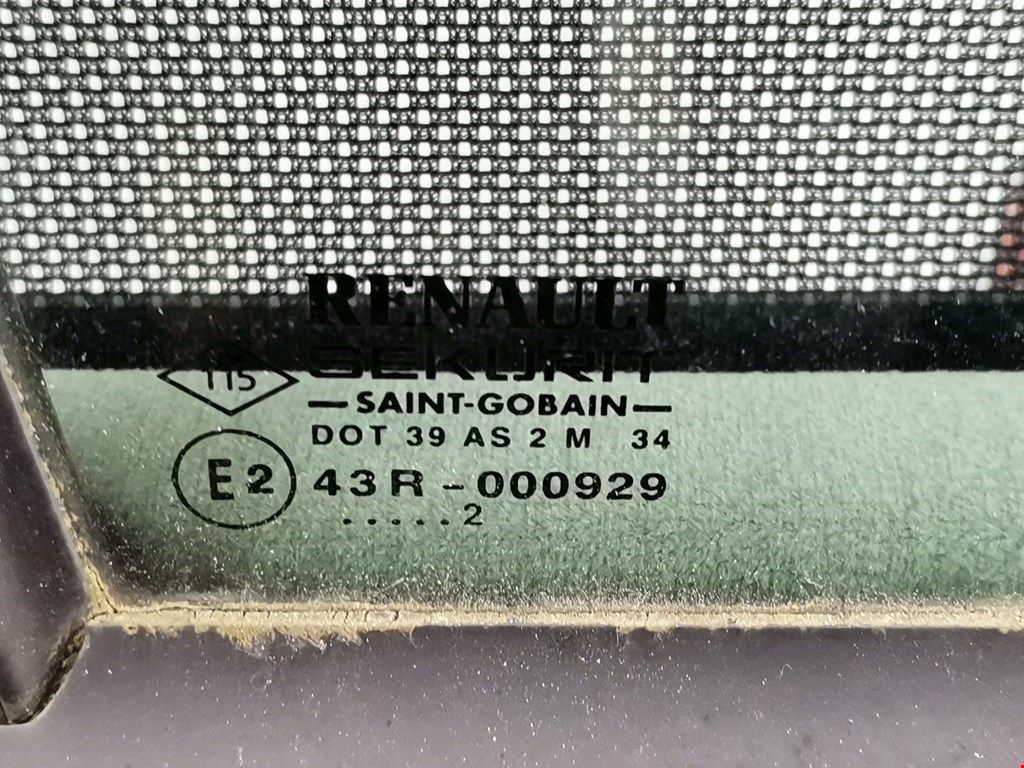 RENAULT
115
SEKURIT
—SAINT-GOBAIN—
DOT 39 AS 2 M 34
E2
43R-000929
.....2